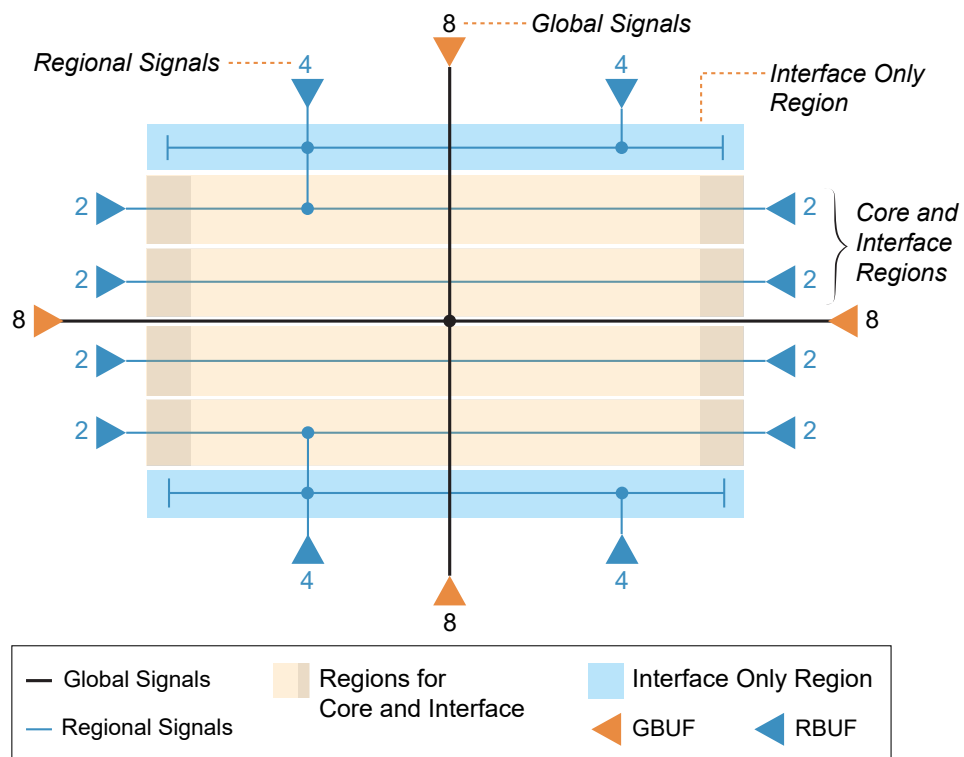 8 Global Signals
Regional Signals 4 4
Interface Only
Region
2 2
Core and
Interface
Regions
2 2
8 8
2 2
2 2
4 4
8
Global Signals
Regional Signals
Regions for
Core and Interface
Interface Only Region
GBUF RBUF